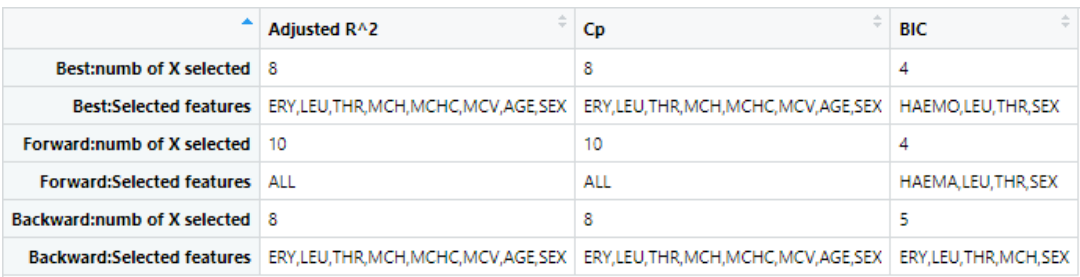 Adjusted R^2 Cp BIC
Best:numb of X selected 8 8 4
Best:Selected features ERY,LEU,THR,MCH,MCHC,MCV,AGE,SEX ERY,LEU,THR,MCH,MCHC,MCV,AGE,SEX HAEMO,LEU,THR,SEX
Forward:numb of X selected 10 10 4
Forward:Selected features ALL ALL HAEMA,LEU,THR,SEX
Backward:numb of X selected 8 8 5
Backward:Selected features ERY,LEU,THR,MCH,MCHC,MCV,AGE,SEX ERY,LEU,THR,MCH,MCHC,MCV,AGE,SEX ERY,LEU,THR,MCH,SEX